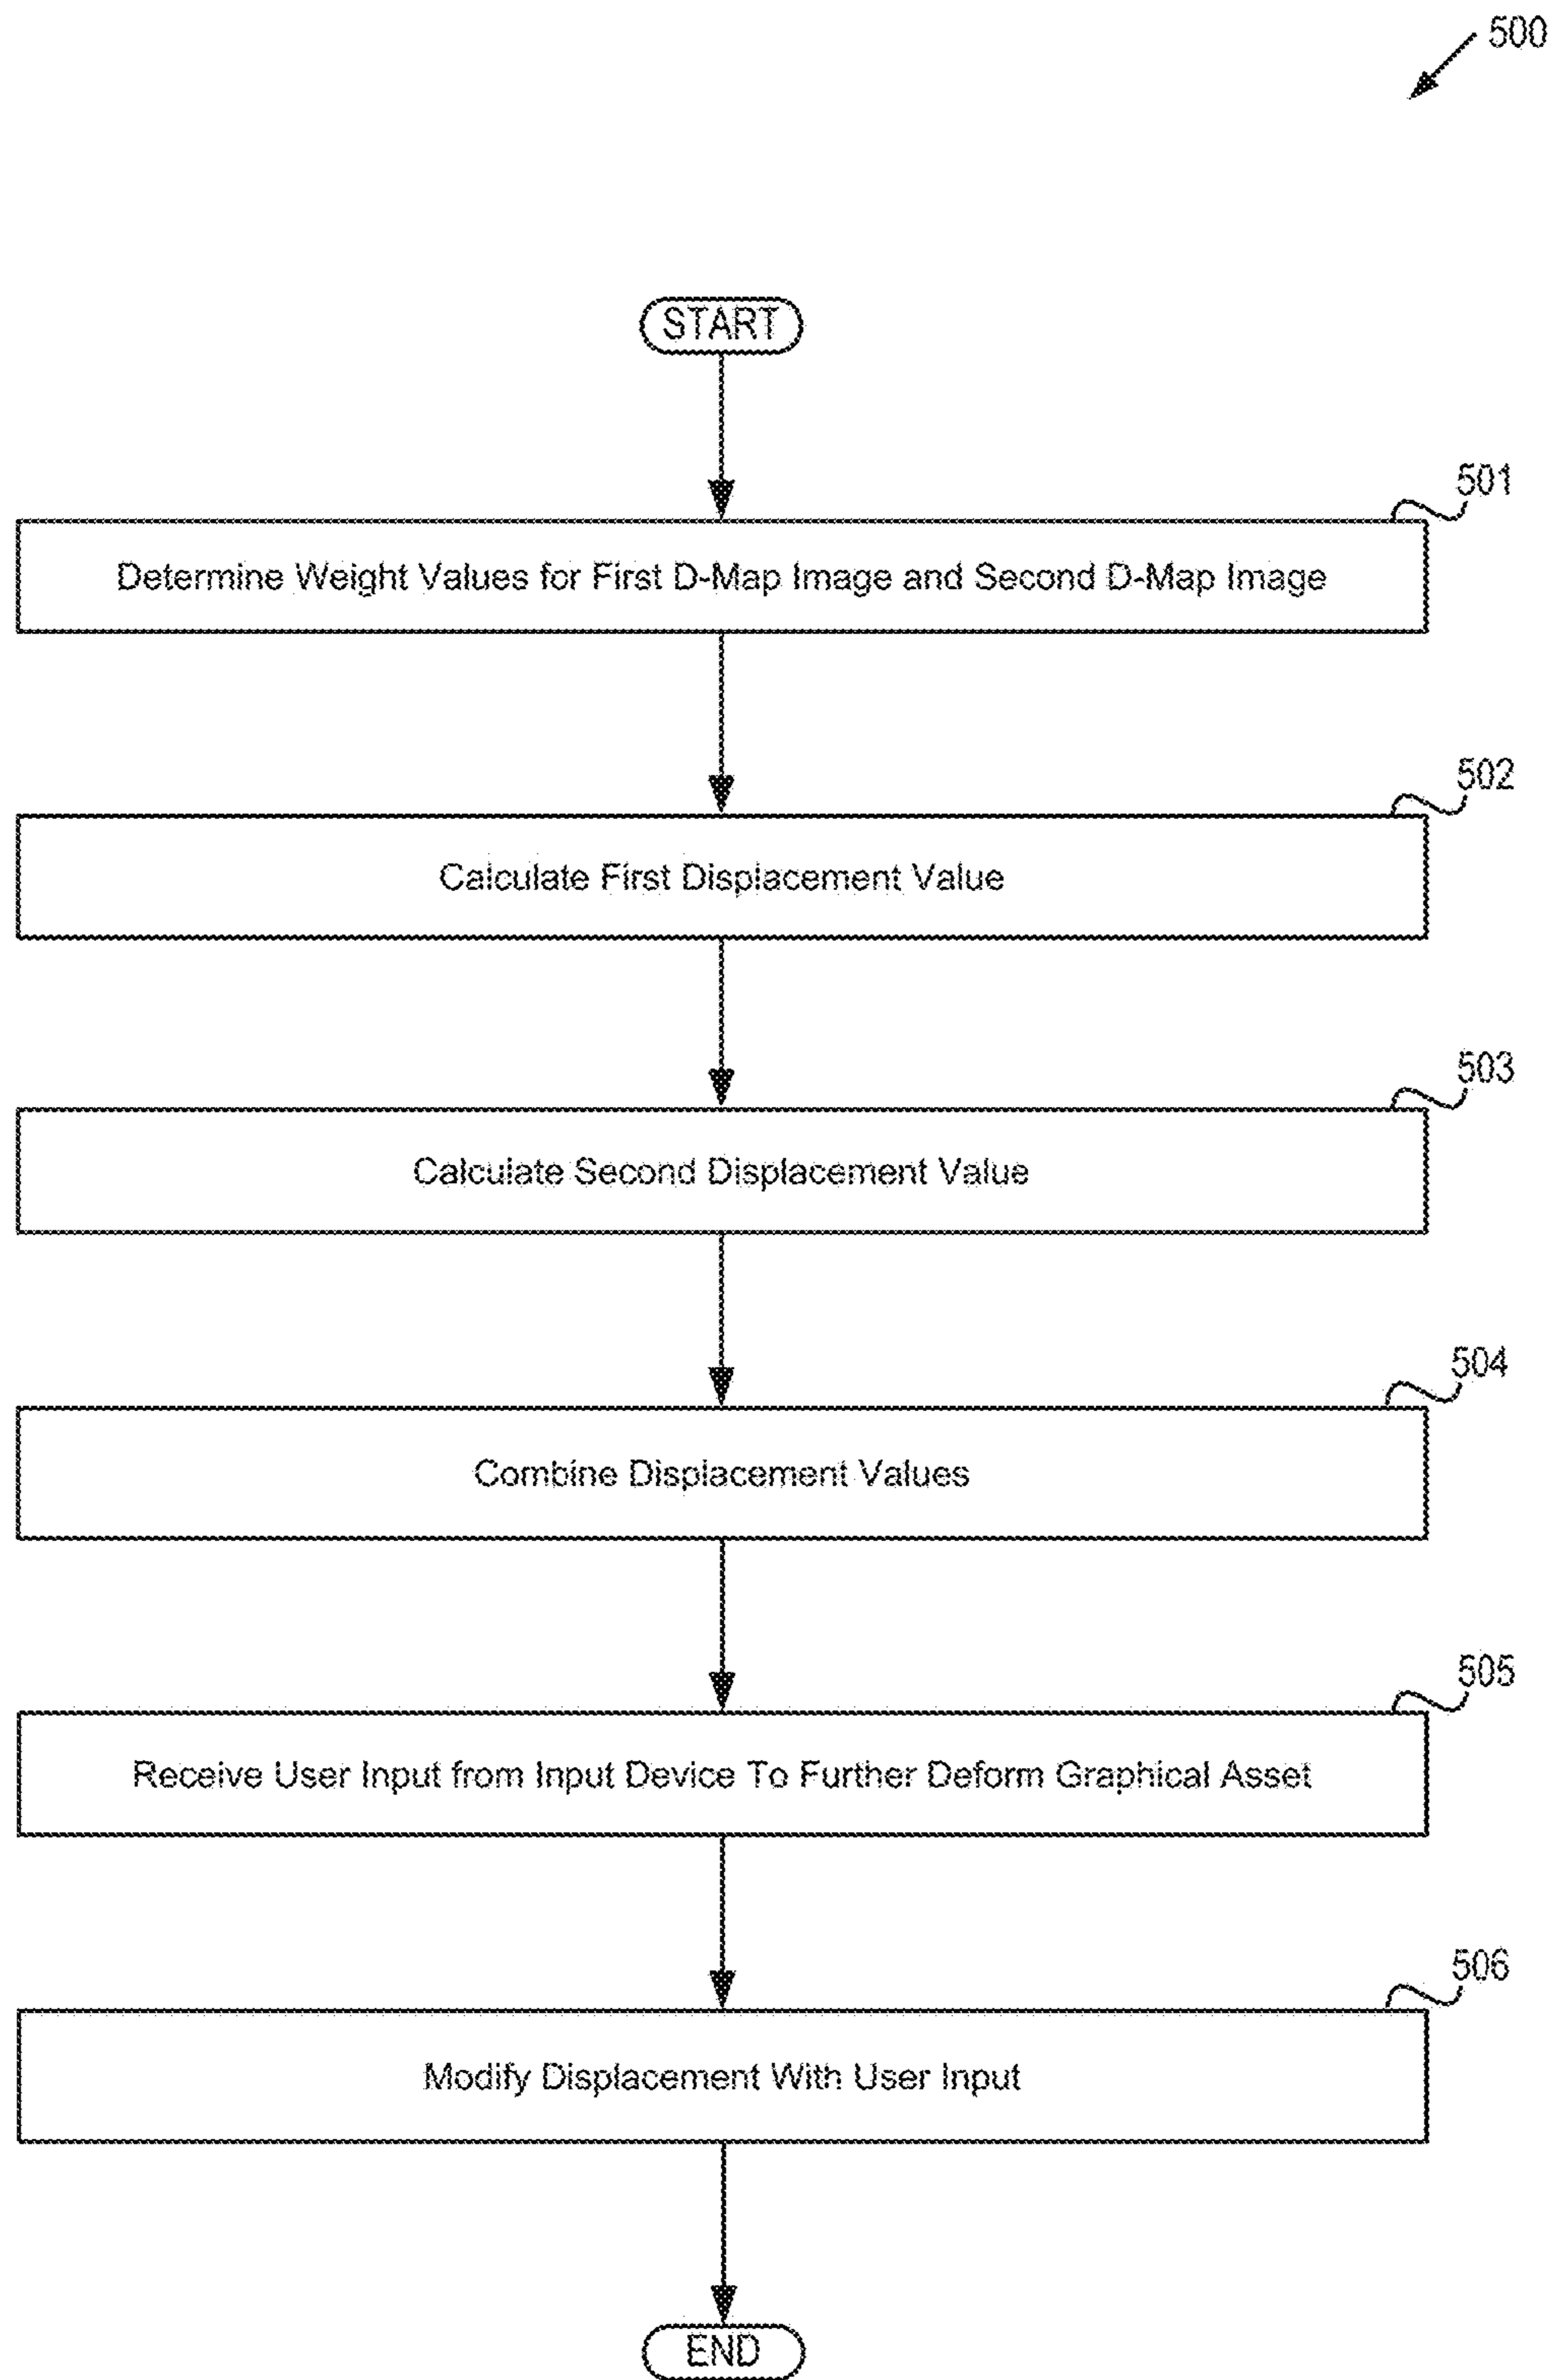 500
START
501
Determine Weight Values for First D-Map Image and Second D-Map Image
502
Calculate First Displacement Value
503
Calculate Second Displacement Value
504
Combine Displacement Values
505
Receive User Input from Input Device To Further Deform Graphical Asset
506
Modify Displacement With User Input
END